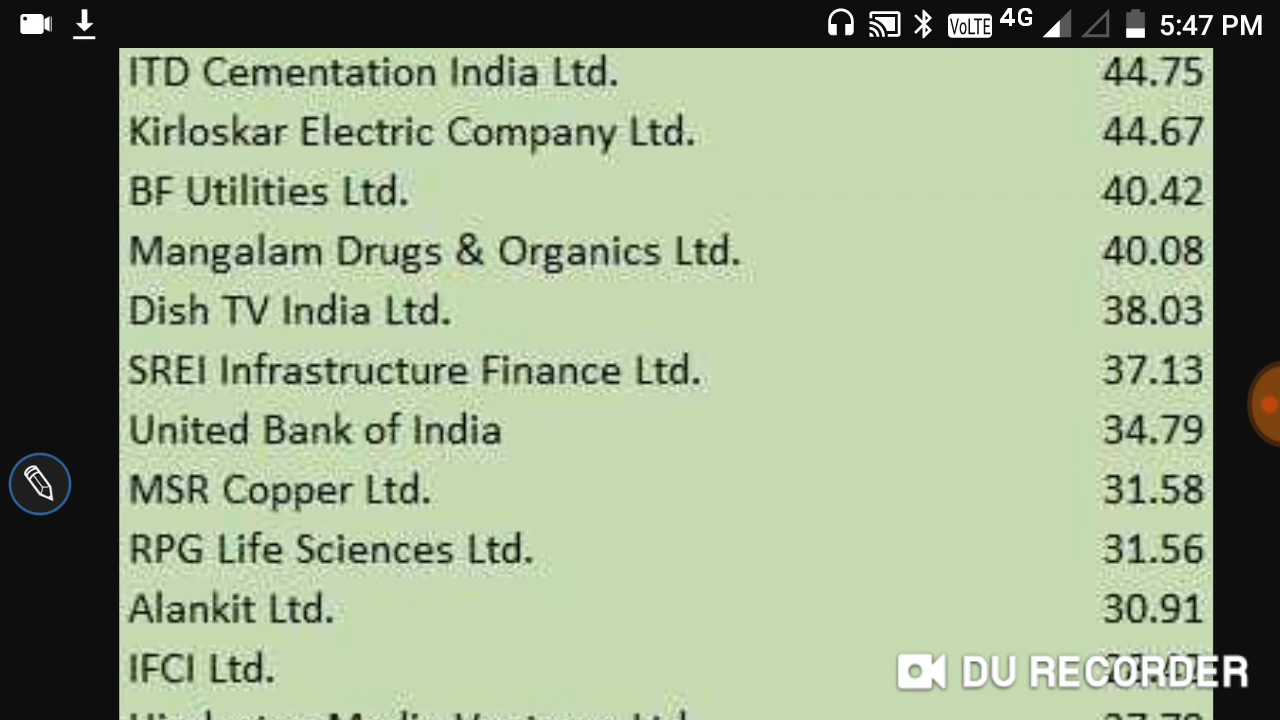 VoLTE 4G 5:47 PM
ITD Cementation India Ltd. 44.75
Kirloskar Electric Company Ltd. 44.67
BF Utilities Ltd. 40.42
Mangalam Drugs & Organics Ltd. 40.08
Dish TV India Ltd. 38.03
SREI Infrastructure Finance Ltd. 37.13
United Bank of India 34.79
MSR Copper Ltd. 31.58
RPG Life Sciences Ltd. 31.56
Alankit Ltd. 30.91
IFCI Ltd.
DU RECORDER